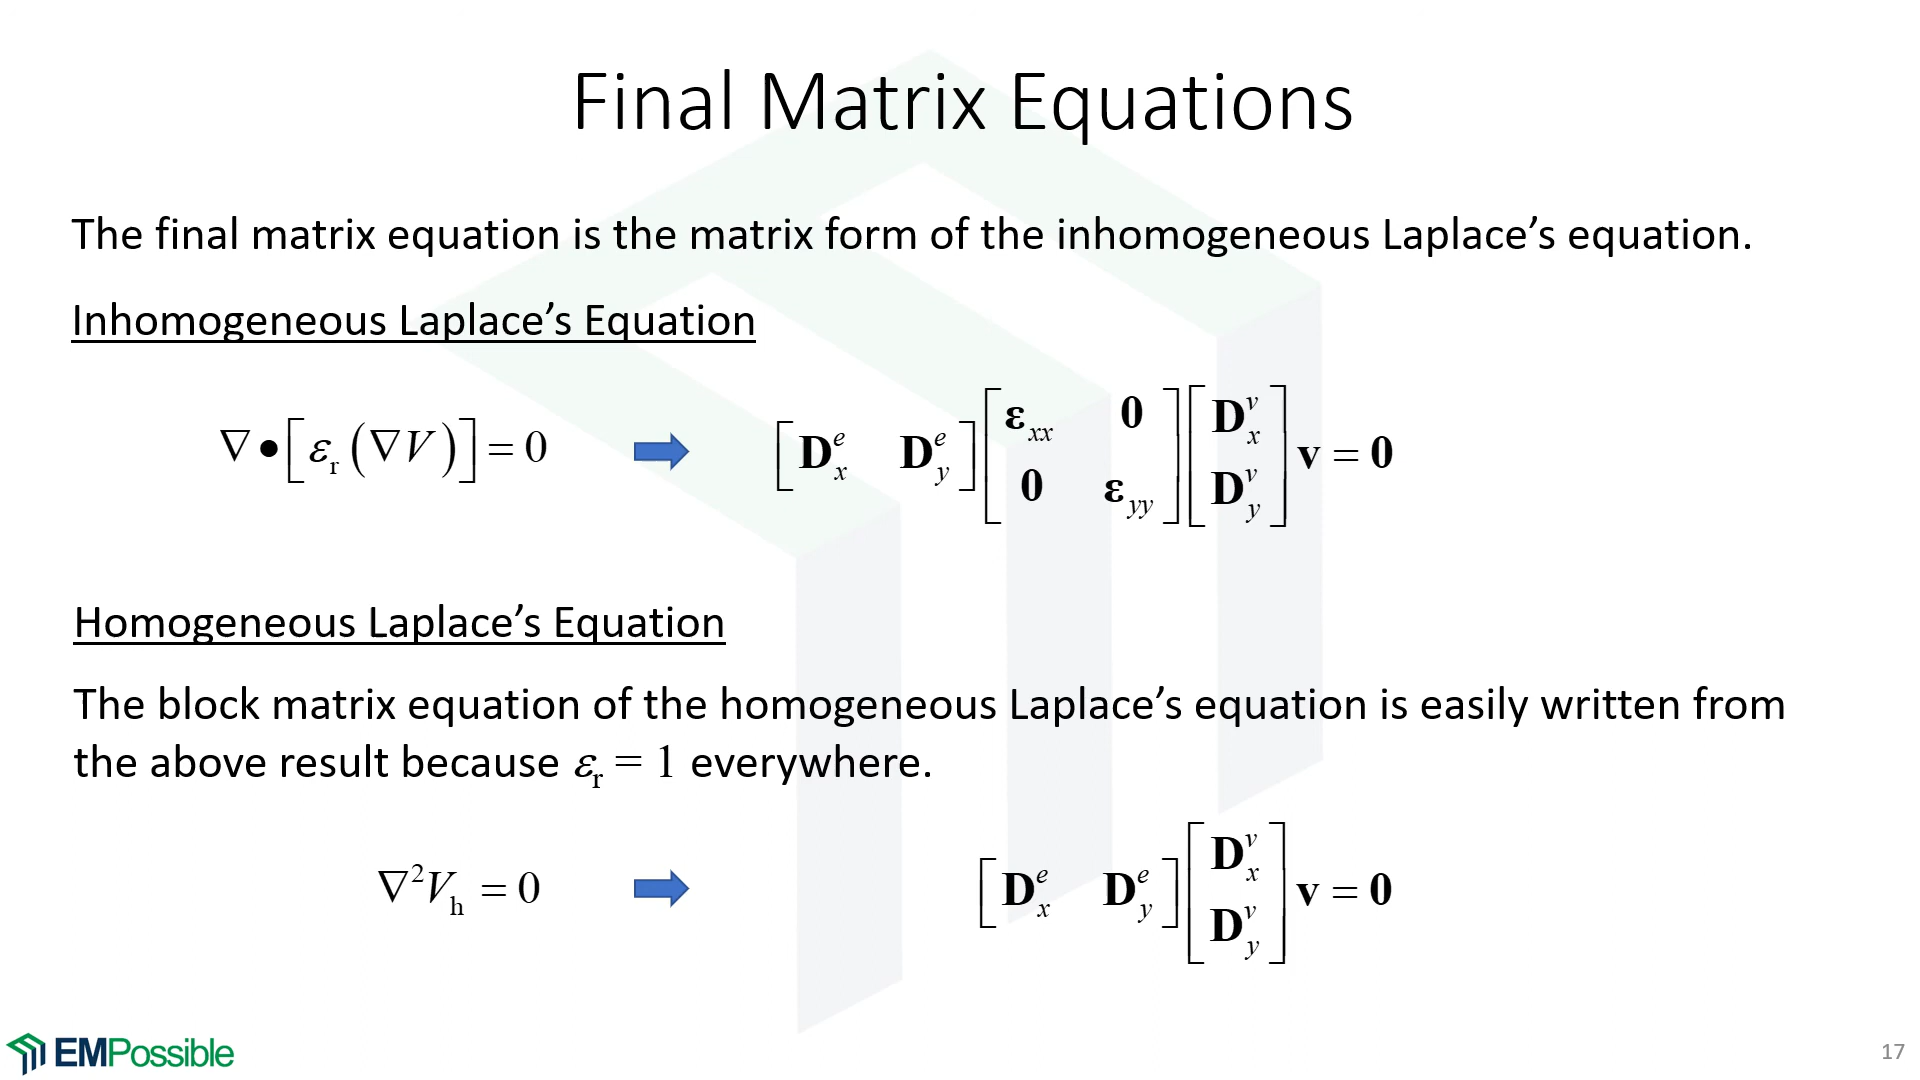 Final Matrix Equations
The final matrix equation is the matrix form of the inhomogeneous Laplace’s equation.
Inhomogeneous Laplace’s Equation
∇•[εr(∇V)] = 0 [Dxe Dye][εxx 0; 0 εyy][Dxv; Dyv]v = 0
Homogeneous Laplace’s Equation
The block matrix equation of the homogeneous Laplace’s equation is easily written from
the above result because εr = 1 everywhere.
∇²Vh = 0 [Dxe Dye][Dxv; Dyv]v = 0
EMPossible
17